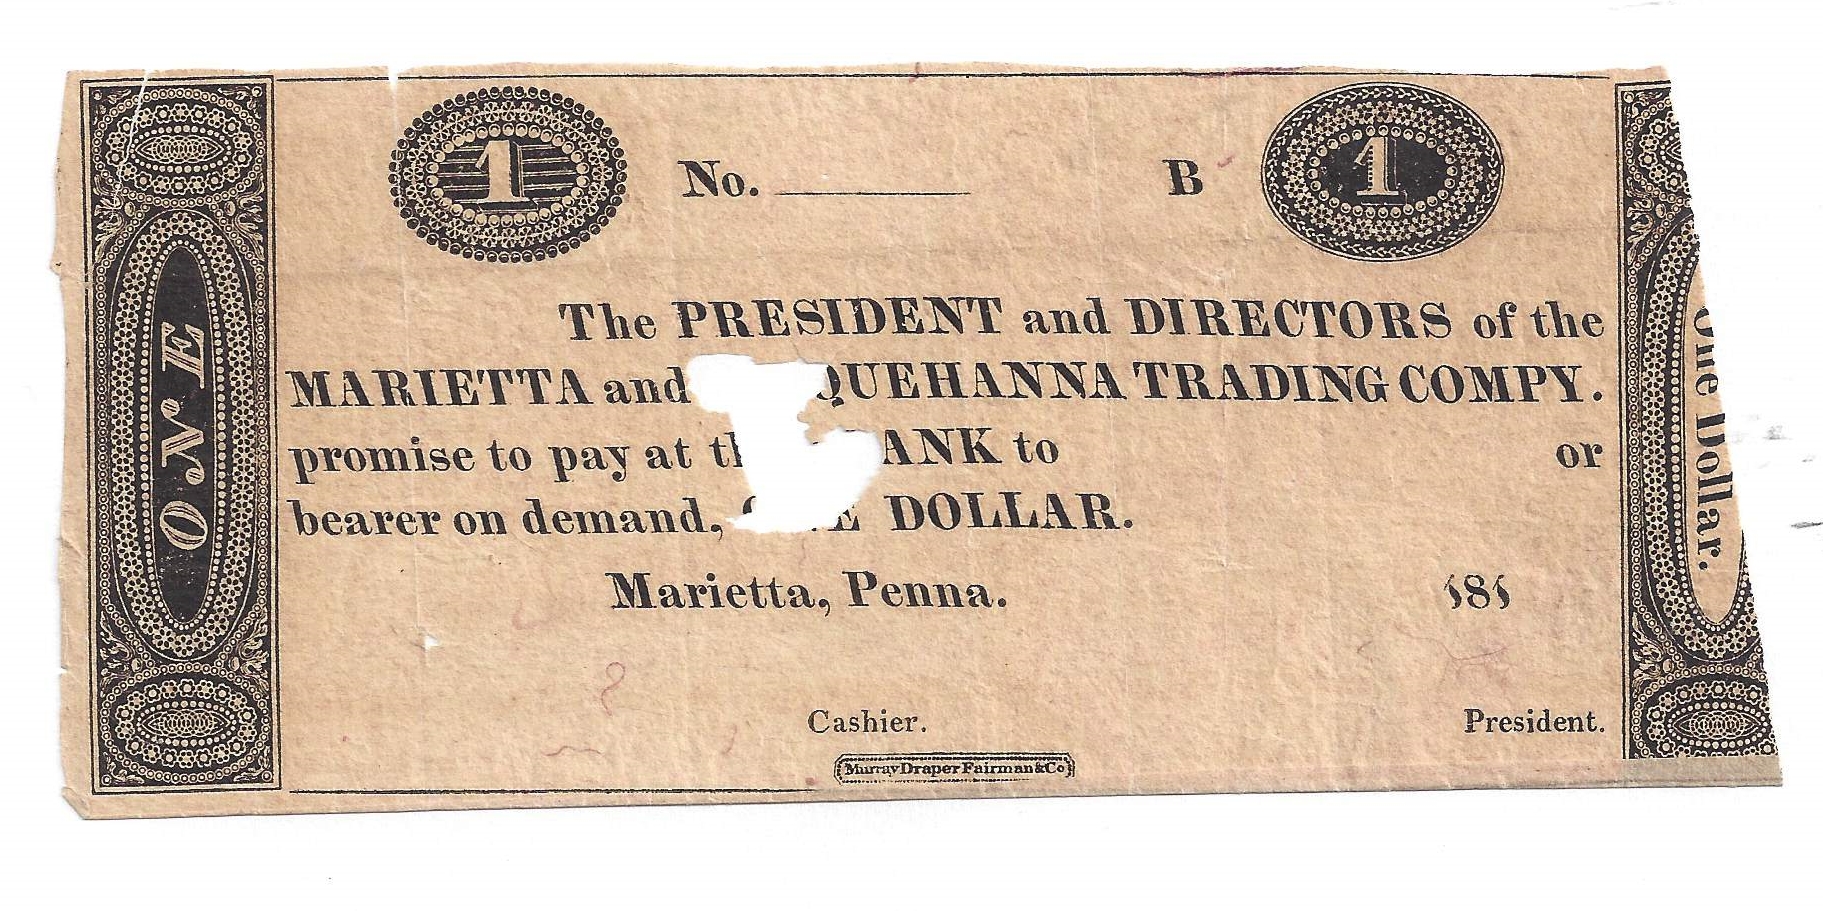 1 No. B 1
ONE
The PRESIDENT and DIRECTORS of the
MARIETTA and QUEHANNA TRADING COMPY.
promise to pay at th ANK to or
bearer on demand, E DOLLAR.
Marietta, Penna. 181
Cashier. President.
Murray Draper Fairman & Co
One Dollar.